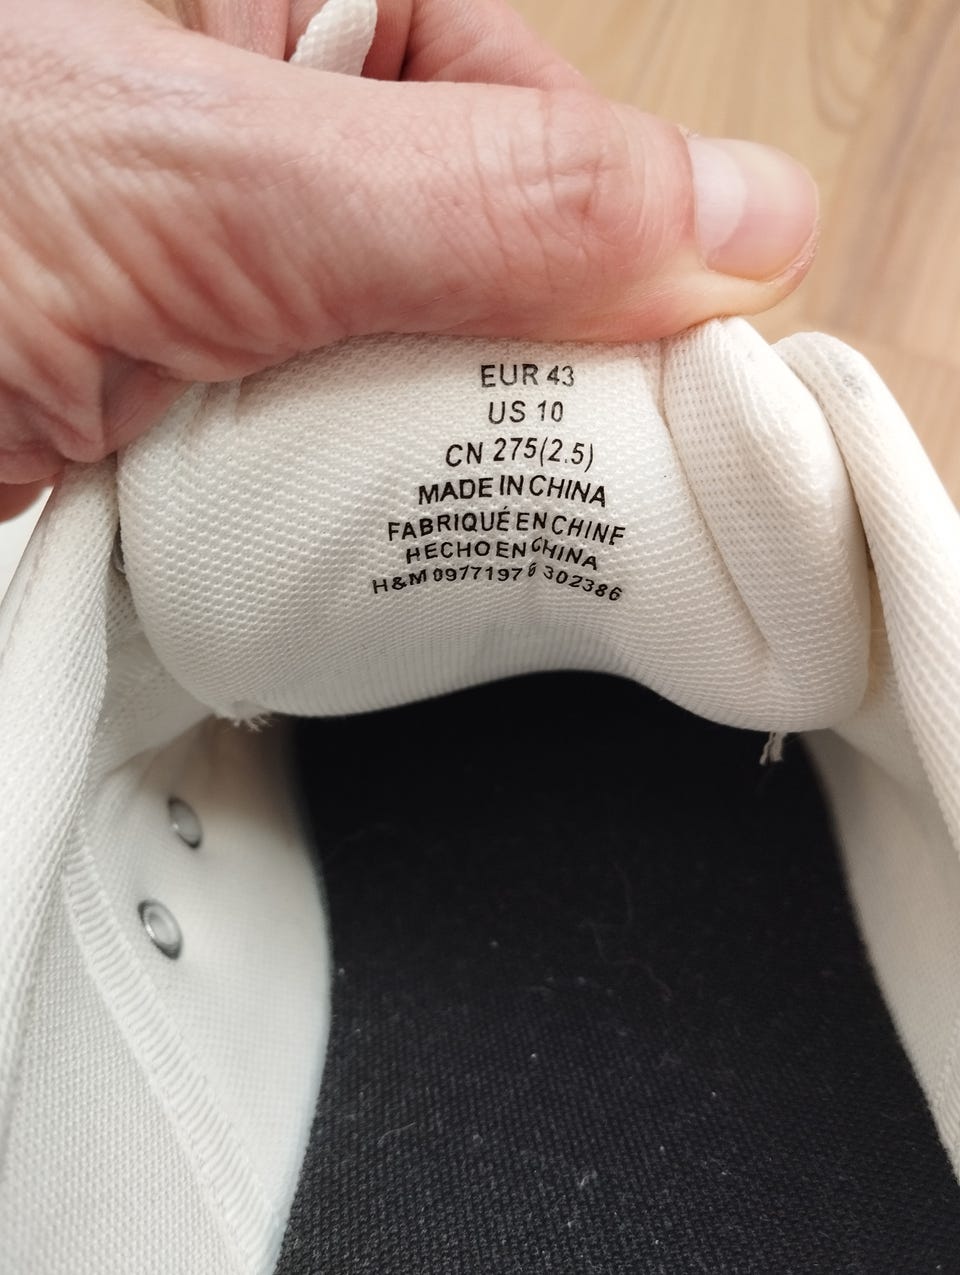 EUR 43
US 10
CN 275(2.5)
MADE IN CHINA
FABRIQUÉ EN CHINE
HECHO EN CHINA
H&M 0977197 6 302386